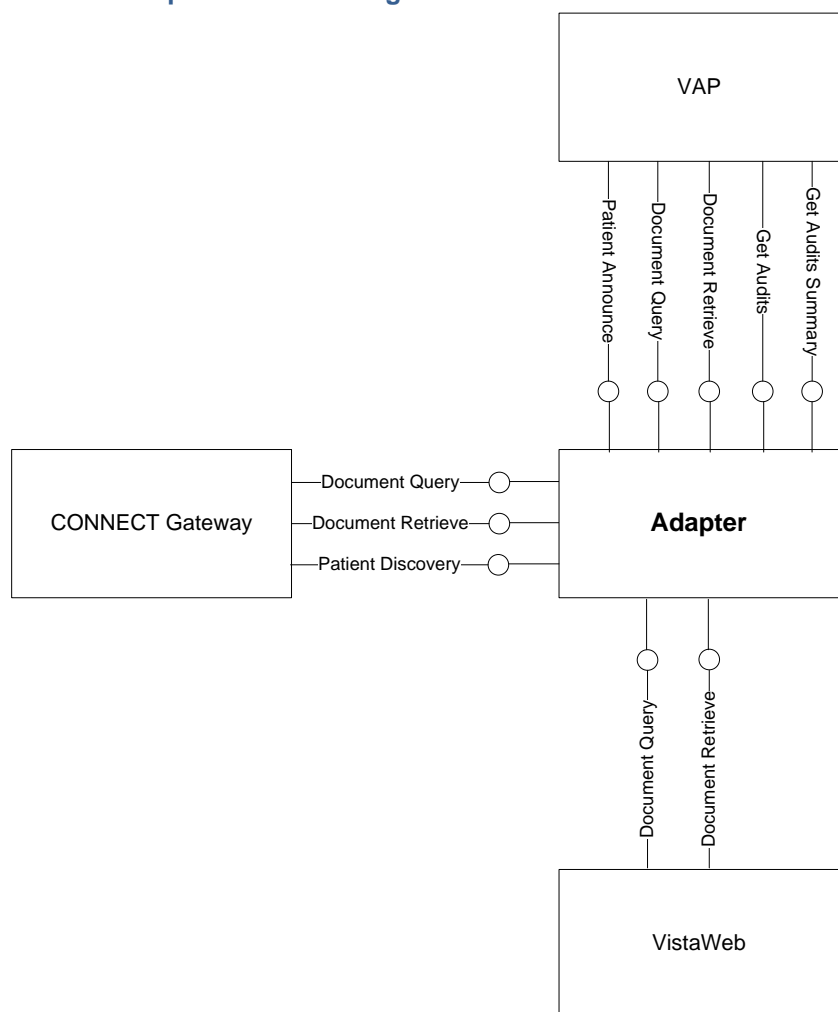 VAP
Patient Announce
Document Query
Document Retrieve
Get Audits
Get Audits Summary
CONNECT Gateway
Document Query
Document Retrieve
Patient Discovery
Adapter
Document Query
Document Retrieve
VistaWeb